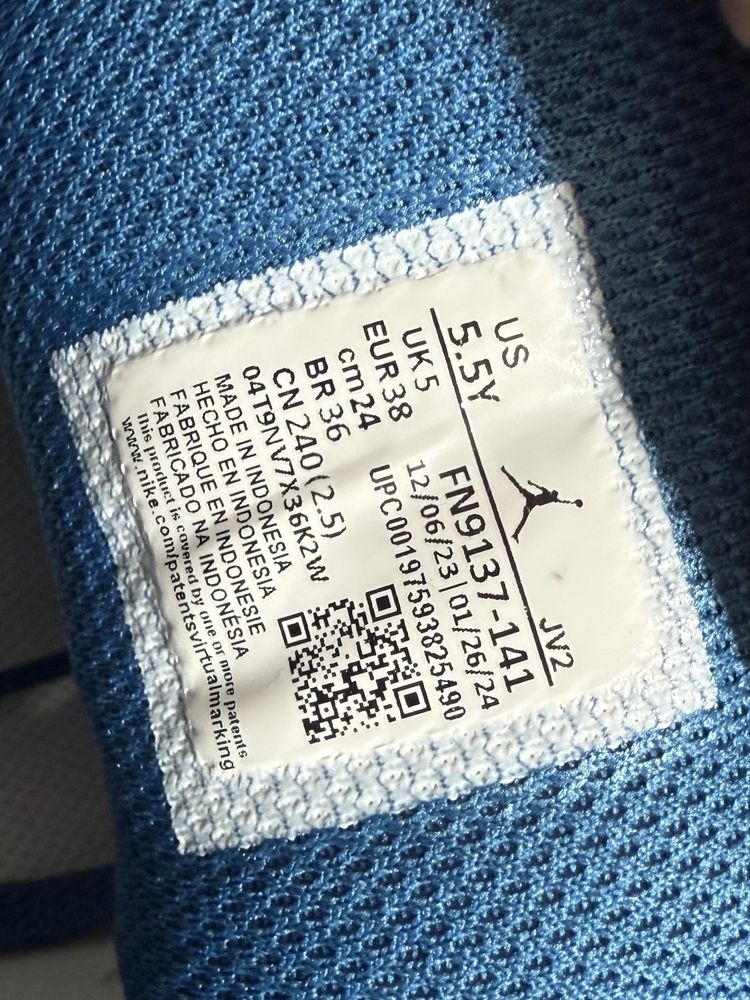 US
5.5Y
JV2
UK 5
EUR 38
cm 24
BR 36
CN 240 (2.5)
FN9137-141
12/06/23 | 01/26/24
UPC 00197593825490
04T9NV7X36K2W
MADE IN INDONESIA
HECHO EN INDONESIA
FABRIQUE EN INDONESIE
FABRICADO NA INDONESIA
This product is covered by one or more patents
www.nike.com/patentsvirtualmarking